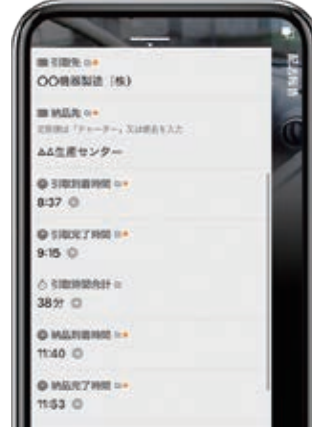 引取先
〇〇機器製造（株）
納品先
△△生産センター
引取到着時間
8:37
引取完了時間
9:15
引取時間合計
38分
納品到着時間
11:40
納品完了時間
11:53